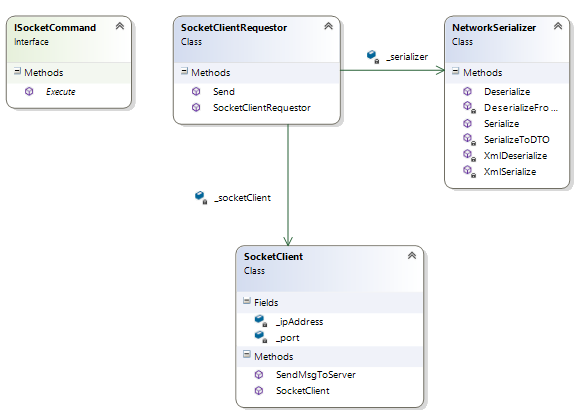 ISocketCommand
Interface
Methods
Execute
SocketClientRequestor
Class
Methods
Send
SocketClientRequestor
_serializer
NetworkSerializer
Class
Methods
Deserialize
DeserializeFro ...
Serialize
SerializeToDTO
XmlDeserialize
XmlSerialize
_socketClient
SocketClient
Class
Fields
_ipAddress
_port
Methods
SendMsgToServer
SocketClient